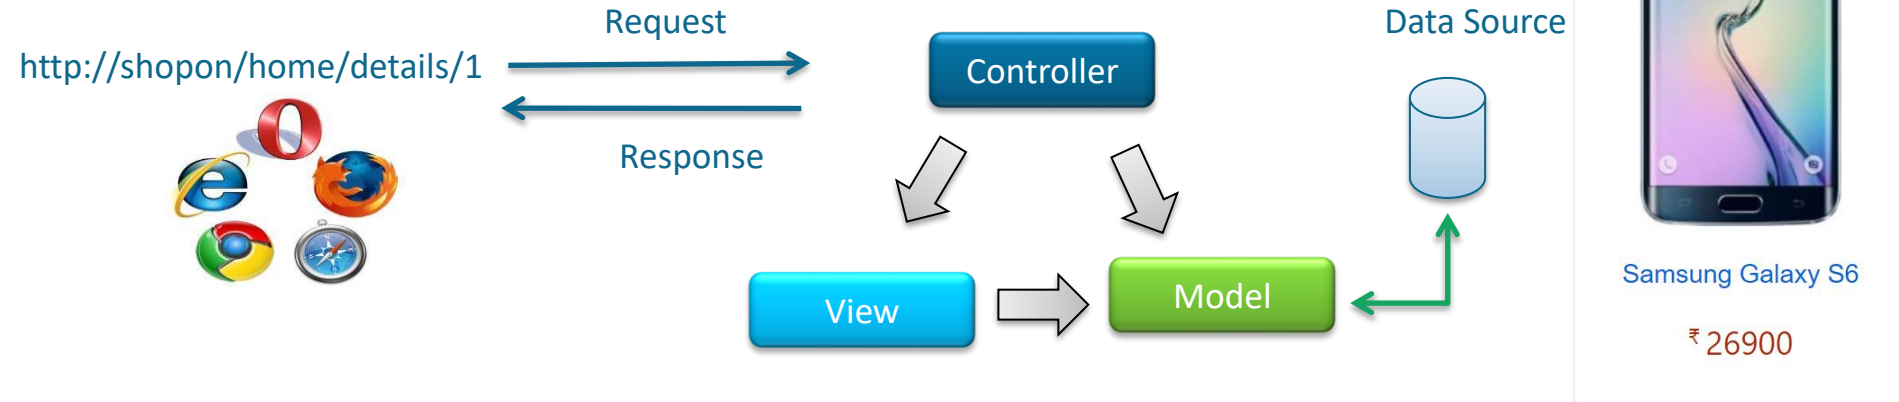 Request
http://shopon/home/details/1
Response
Controller
View
Model
Data Source
Samsung Galaxy S6
₹ 26900